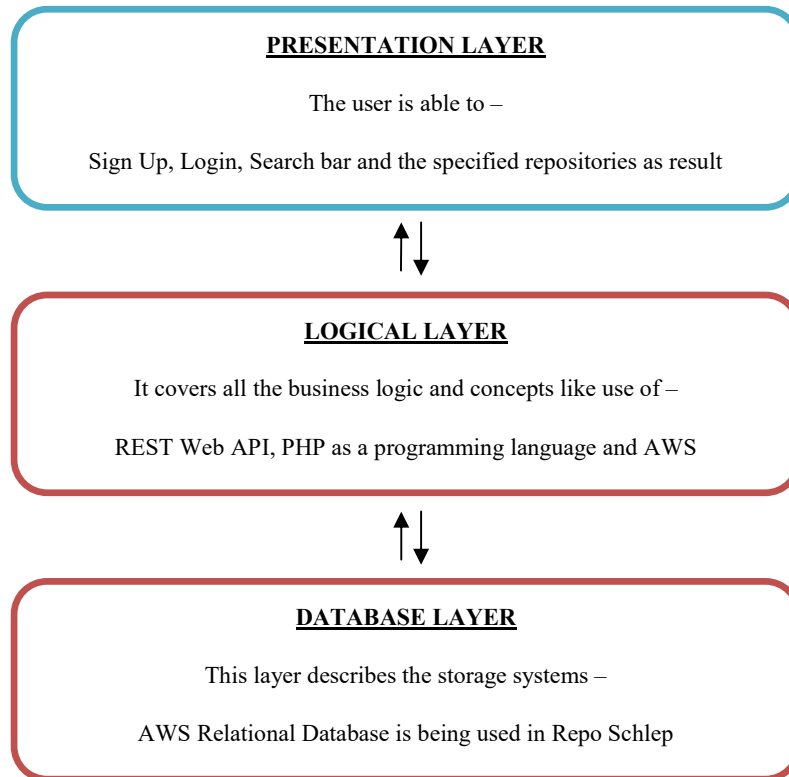 PRESENTATION LAYER
The user is able to –
Sign Up, Login, Search bar and the specified repositories as result
LOGICAL LAYER
It covers all the business logic and concepts like use of –
REST Web API, PHP as a programming language and AWS
DATABASE LAYER
This layer describes the storage systems –
AWS Relational Database is being used in Repo Schlep